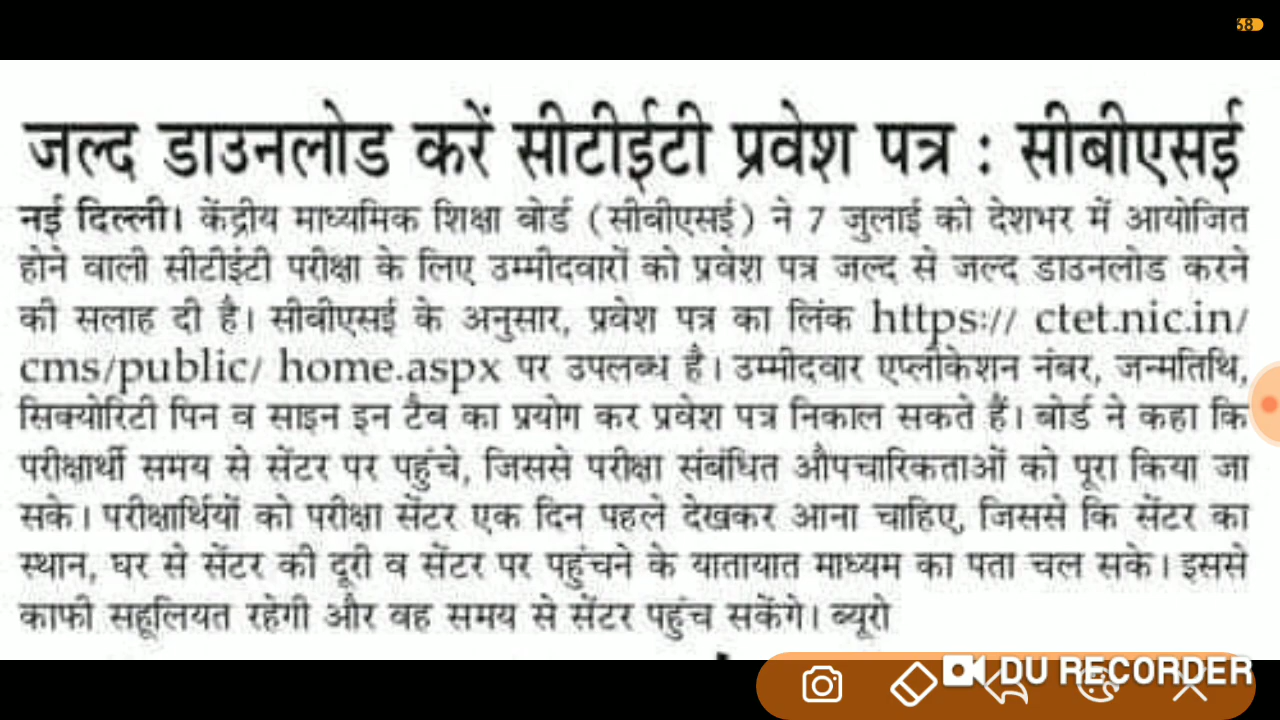 68
जल्द डाउनलोड करें सीटीईटी प्रवेश पत्र : सीबीएसई
नई दिल्ली। केंद्रीय माध्यमिक शिक्षा बोर्ड (सीबीएसई) ने 7 जुलाई को देशभर में आयोजित
होने वाली सीटीईटी परीक्षा के लिए उम्मीदवारों को प्रवेश पत्र जल्द से जल्द डाउनलोड करने
की सलाह दी है। सीबीएसई के अनुसार, प्रवेश पत्र का लिंक https:// ctet.nic.in/
cms/public/ home.aspx पर उपलब्ध है। उम्मीदवार एप्लीकेशन नंबर, जन्मतिथि,
सिक्योरिटी पिन व साइन इन टैब का प्रयोग कर प्रवेश पत्र निकाल सकते हैं। बोर्ड ने कहा कि
परीक्षार्थी समय से सेंटर पर पहुंचे, जिससे परीक्षा संबंधित औपचारिकताओं को पूरा किया जा
सके। परीक्षार्थियों को परीक्षा सेंटर एक दिन पहले देखकर आना चाहिए, जिससे कि सेंटर का
स्थान, घर से सेंटर की दूरी व सेंटर पर पहुंचने के यातायात माध्यम का पता चल सके। इससे
काफी सहूलियत रहेगी और वह समय से सेंटर पहुंच सकेंगे। ब्यूरो
DU RECORDER